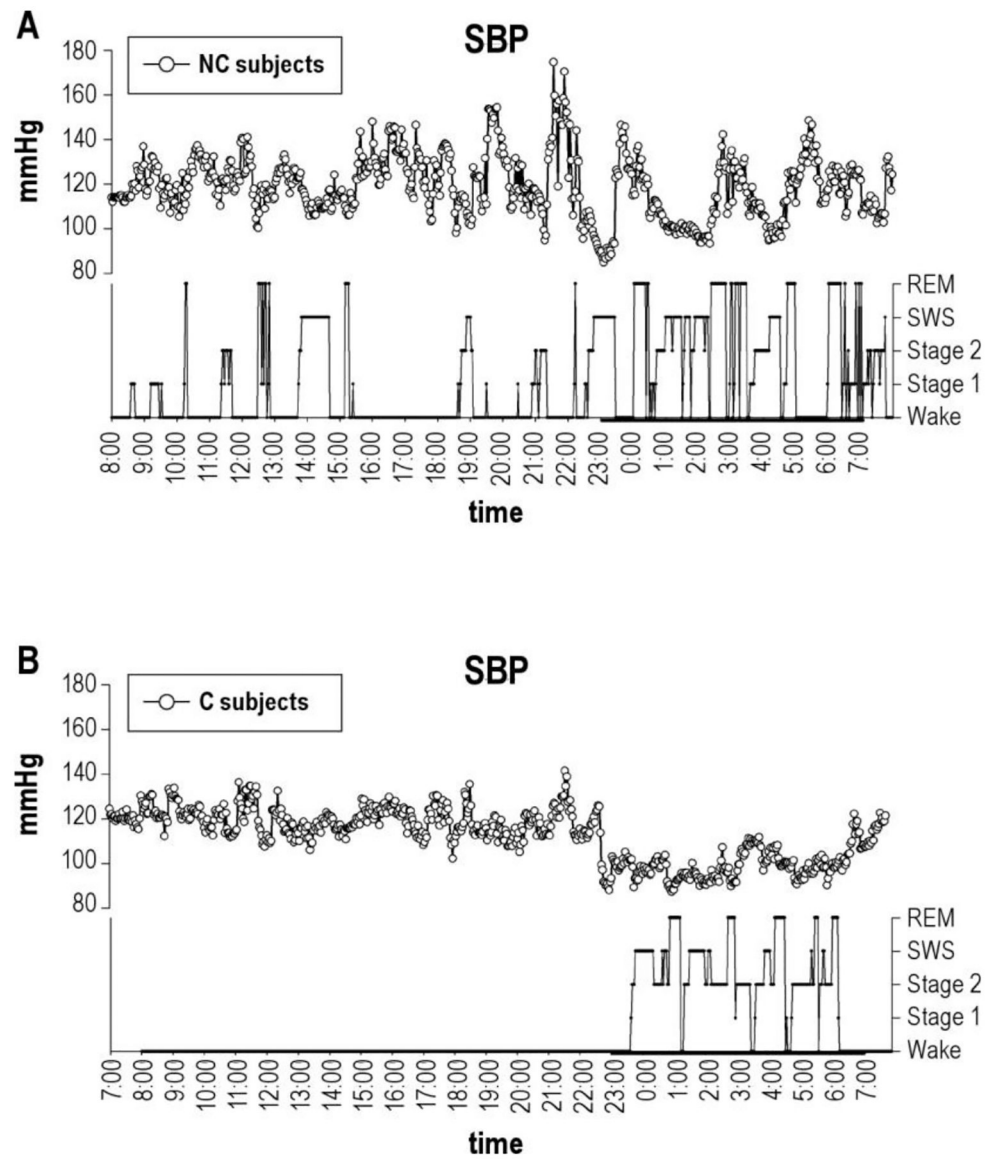 A
SBP
NC subjects
mmHg
180
160
140
120
100
80
REM
SWS
Stage 2
Stage 1
Wake
8:00 9:00 10:00 11:00 12:00 13:00 14:00 15:00 16:00 17:00 18:00 19:00 20:00 21:00 22:00 23:00 0:00 1:00 2:00 3:00 4:00 5:00 6:00 7:00
time
B
SBP
C subjects
mmHg
180
160
140
120
100
80
REM
SWS
Stage 2
Stage 1
Wake
7:00 8:00 9:00 10:00 11:00 12:00 13:00 14:00 15:00 16:00 17:00 18:00 19:00 20:00 21:00 22:00 23:00 0:00 1:00 2:00 3:00 4:00 5:00 6:00 7:00
time